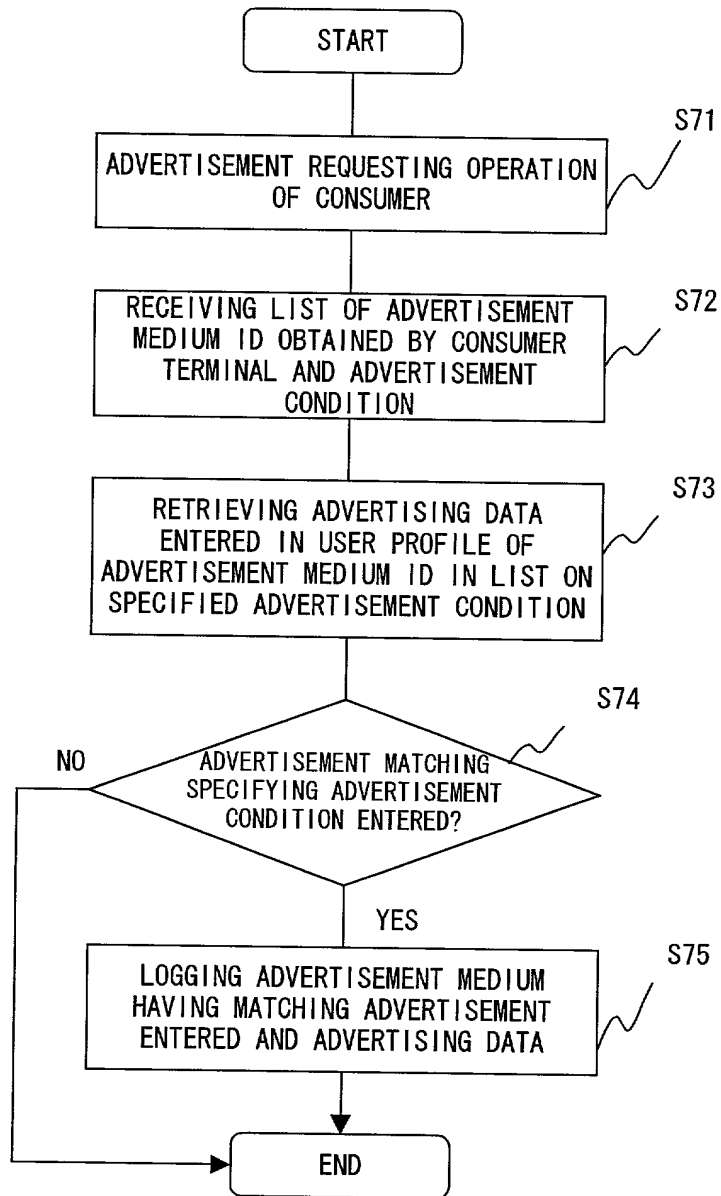 START
S71
ADVERTISEMENT REQUESTING OPERATION
OF CONSUMER
S72
RECEIVING LIST OF ADVERTISEMENT
MEDIUM ID OBTAINED BY CONSUMER
TERMINAL AND ADVERTISEMENT
CONDITION
S73
RETRIEVING ADVERTISING DATA
ENTERED IN USER PROFILE OF
ADVERTISEMENT MEDIUM ID IN LIST ON
SPECIFIED ADVERTISEMENT CONDITION
S74
NO
ADVERTISEMENT MATCHING
SPECIFYING ADVERTISEMENT
CONDITION ENTERED?
YES
S75
LOGGING ADVERTISEMENT MEDIUM
HAVING MATCHING ADVERTISEMENT
ENTERED AND ADVERTISING DATA
END